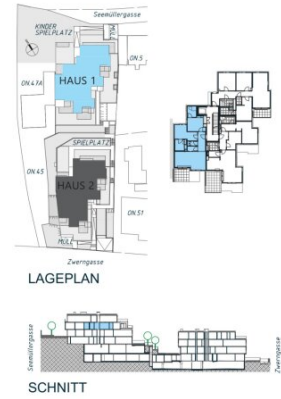 Seemüllergasse
KINDER
SPIELPLATZ
MÜLL
ON.5
HAUS 1
ON.47A
SPIELPLATZ
ON.45
HAUS 2
ON.51
MÜLL
Zwerngasse
LAGEPLAN
Seemüllergasse
Zwerngasse
SCHNITT